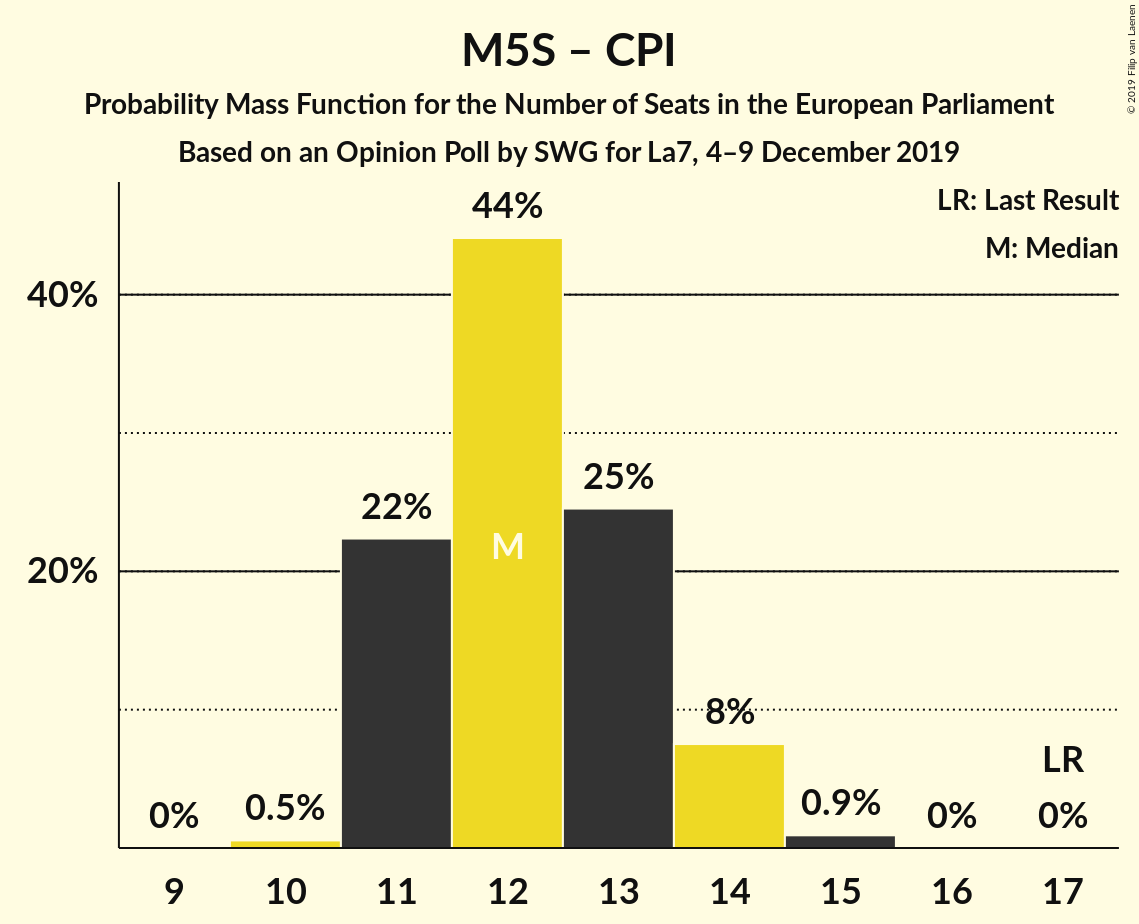 M5S – CPI
Probability Mass Function for the Number of Seats in the European Parliament
Based on an Opinion Poll by SWG for La7, 4–9 December 2019
© 2019 Filip van Laenen
LR: Last Result
M: Median
44%
40%
25%
22%
M
20%
8%
LR
0% 0.5% 0.9% 0% 0%
9 10 11 12 13 14 15 16 17